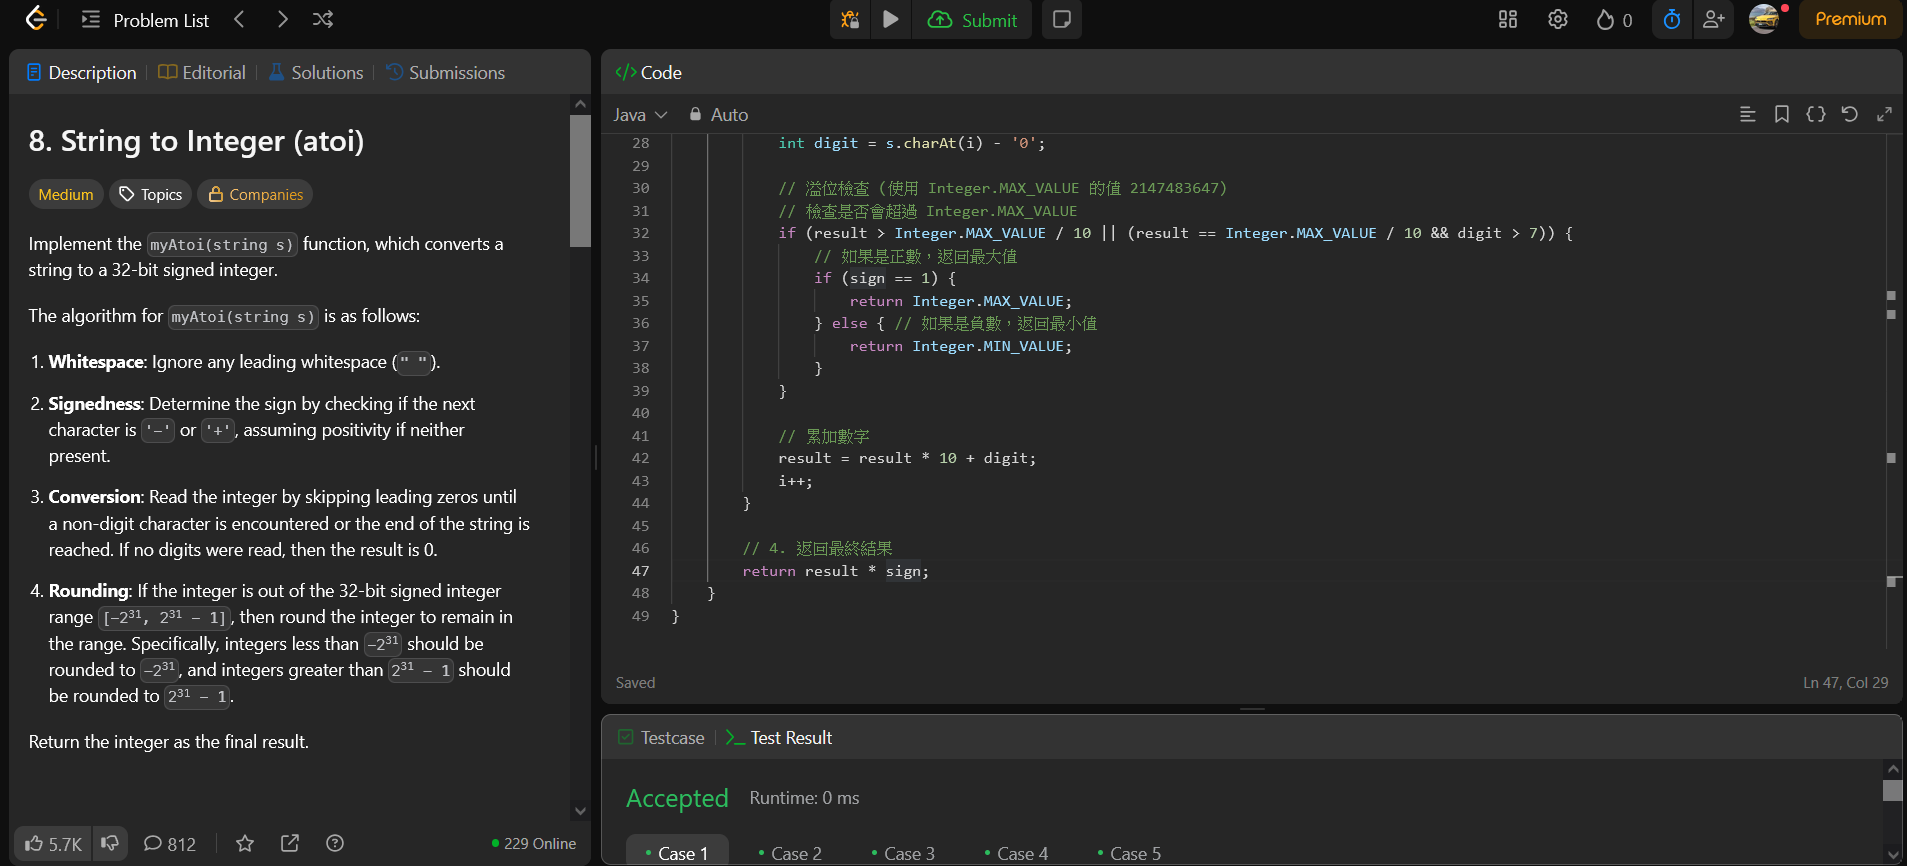 Problem List
Submit
0
Premium
Description
Editorial
Solutions
Submissions
8. String to Integer (atoi)
Medium
Topics
Companies
Implement the myAtoi(string s) function, which converts a
string to a 32-bit signed integer.
The algorithm for myAtoi(string s) is as follows:
1. Whitespace: Ignore any leading whitespace (" ").
2. Signedness: Determine the sign by checking if the next
character is '-' or '+', assuming positivity if neither
present.
3. Conversion: Read the integer by skipping leading zeros until
a non-digit character is encountered or the end of the string is
reached. If no digits were read, then the result is 0.
4. Rounding: If the integer is out of the 32-bit signed integer
range [-2³¹, 2³¹ - 1], then round the integer to remain in
the range. Specifically, integers less than -2³¹ should be
rounded to -2³¹, and integers greater than 2³¹ - 1 should
be rounded to 2³¹ - 1.
Return the integer as the final result.
5.7K
812
229 Online
Code
Java
Auto
28 int digit = s.charAt(i) - '0';
29
30 // 溢位檢查 (使用 Integer.MAX_VALUE 的值 2147483647)
31 // 檢查是否會超過 Integer.MAX_VALUE
32 if (result > Integer.MAX_VALUE / 10 || (result == Integer.MAX_VALUE / 10 && digit > 7)) {
33 // 如果是正數，返回最大值
34 if (sign == 1) {
35 return Integer.MAX_VALUE;
36 } else { // 如果是負數，返回最小值
37 return Integer.MIN_VALUE;
38 }
39 }
40
41 // 累加數字
42 result = result * 10 + digit;
43 i++;
44 }
45
46 // 4. 返回最終結果
47 return result * sign;
48 }
49 }
Saved
Ln 47, Col 29
Testcase
Test Result
Accepted
Runtime: 0 ms
Case 1
Case 2
Case 3
Case 4
Case 5